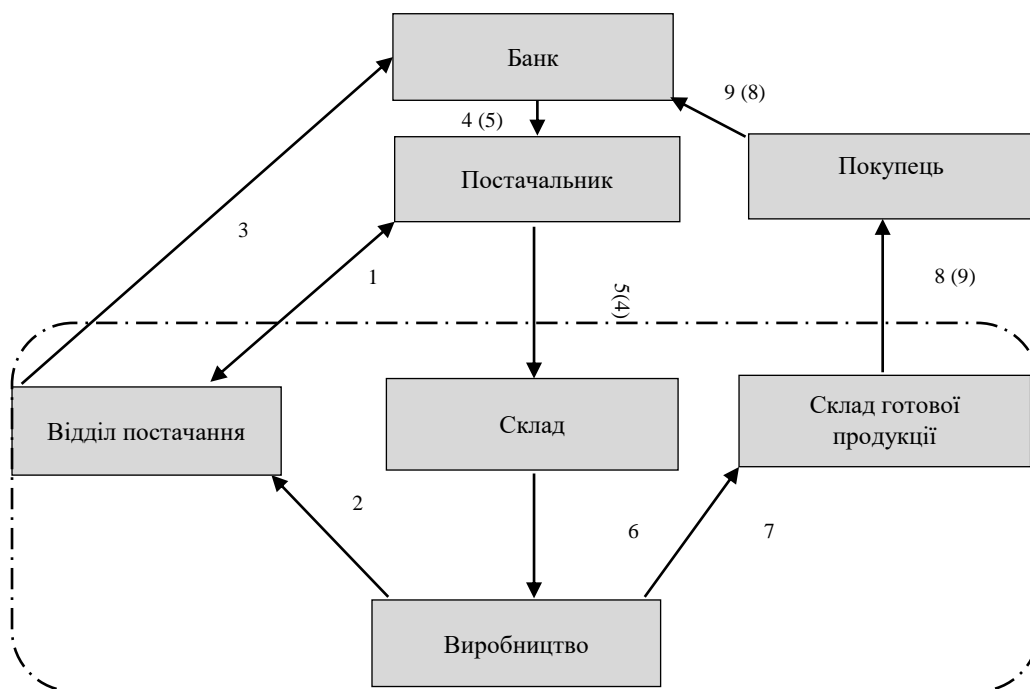 Банк
9 (8)
4 (5)
Постачальник
Покупець
3
1
5(4)
8 (9)
Відділ постачання
Склад
Склад готової
продукції
2
6
7
Виробництво